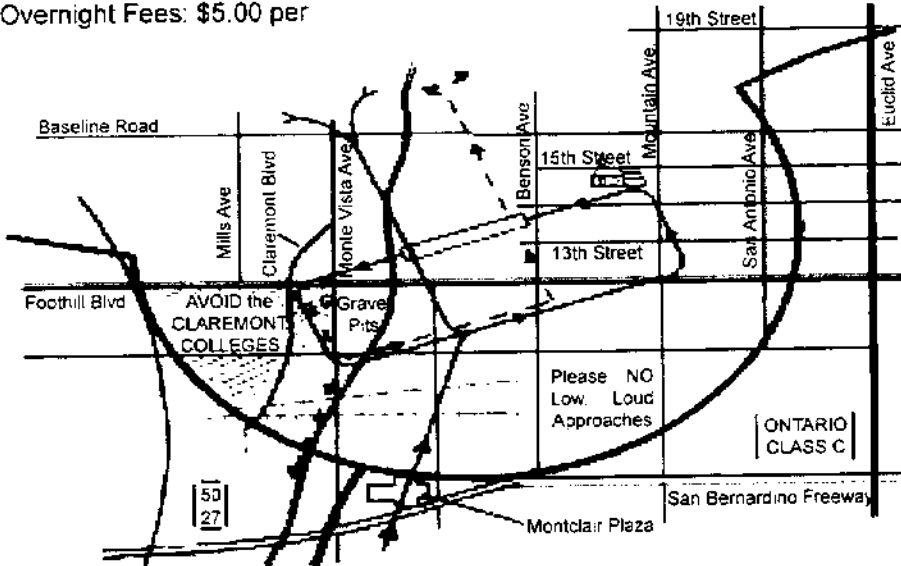 Overnight Fees: $5.00 per
19th Street
Mountain Ave.
Euclid Ave
Baseline Road
Mills Ave
Claremont Blvd
Monte Vista Ave
Benson Ave
15th Street
San Antonio Ave
13th Street
Foothill Blvd
AVOID the
CLAREMONT
COLLEGES
Gravel
Pits
Please NO
Low, Loud
Approaches
ONTARIO
CLASS C
50
27
San Bernardino Freeway
Montclair Plaza